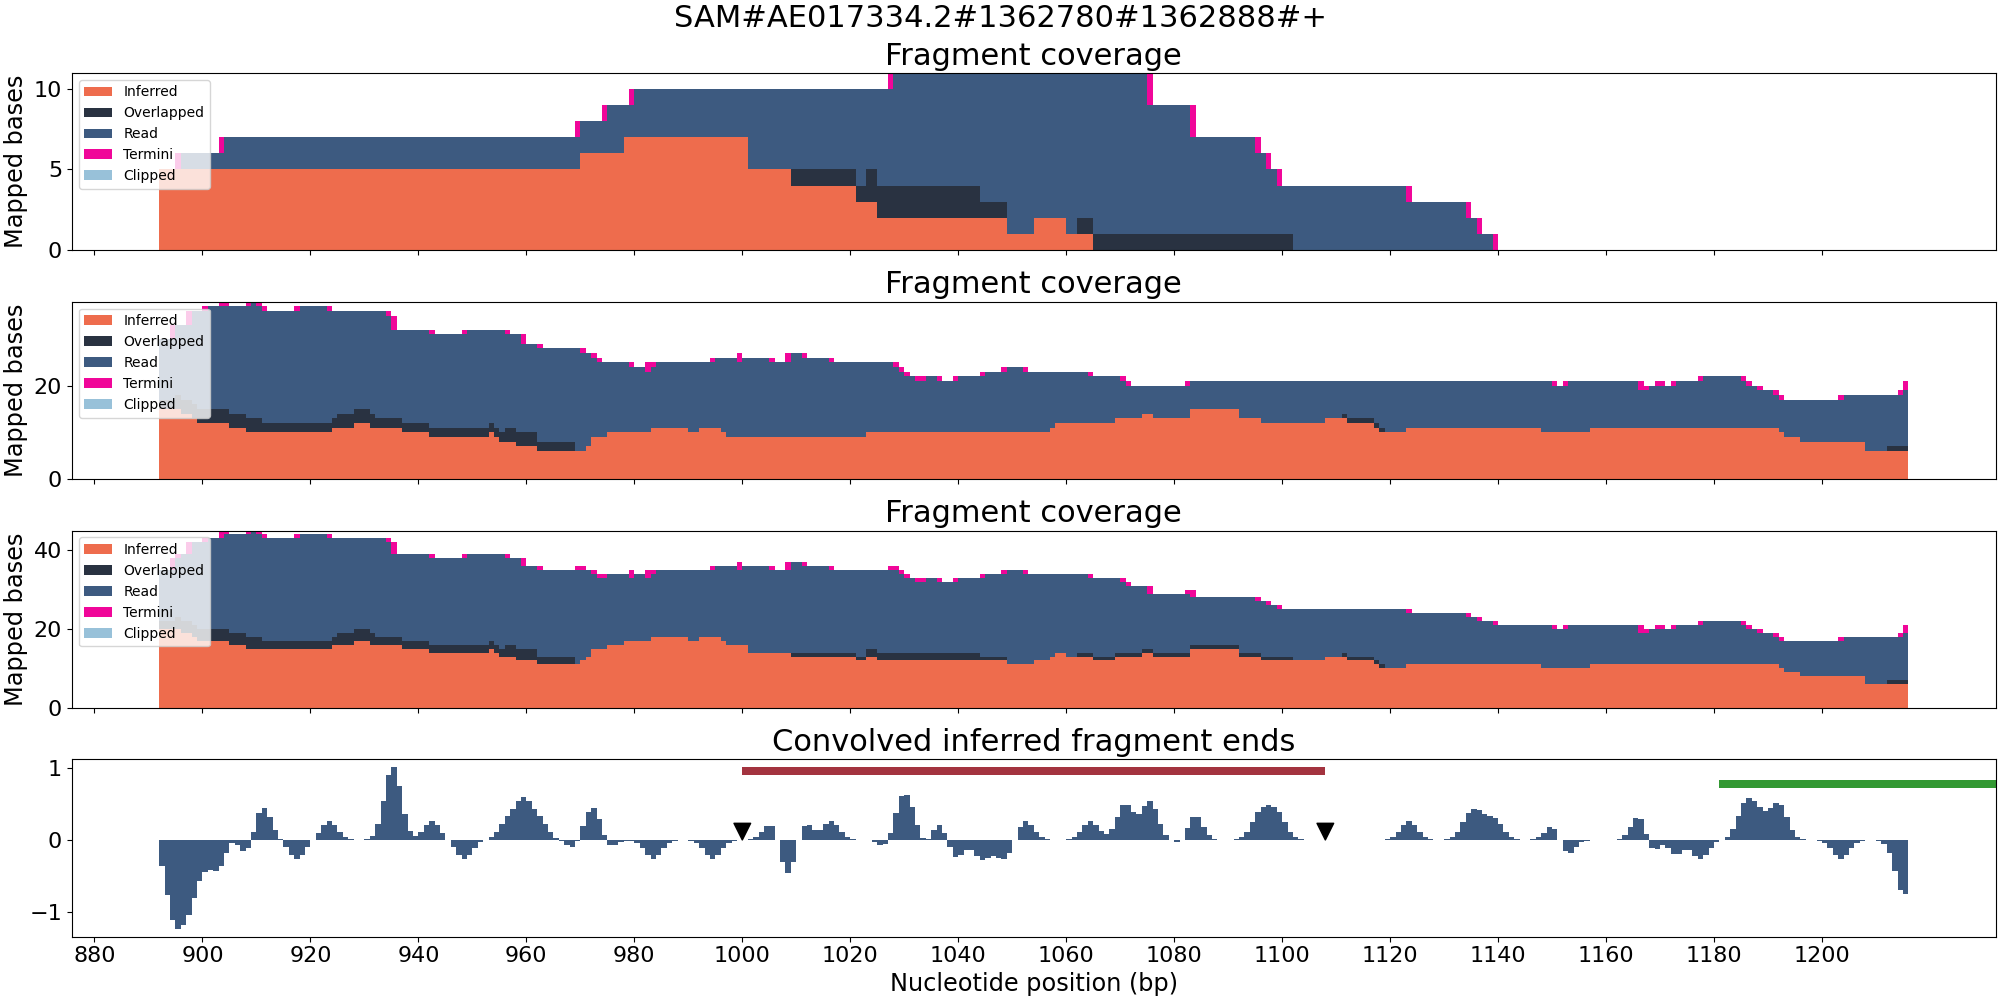 SAM#AE017334.2#1362780#1362888#+
Fragment coverage
Mapped bases
10
5
0
Inferred
Overlapped
Read
Termini
Clipped
Fragment coverage
Mapped bases
20
0
Inferred
Overlapped
Read
Termini
Clipped
Fragment coverage
Mapped bases
40
20
0
Inferred
Overlapped
Read
Termini
Clipped
Convolved inferred fragment ends
1
0
−1
880 900 920 940 960 980 1000 1020 1040 1060 1080 1100 1120 1140 1160 1180 1200
Nucleotide position (bp)